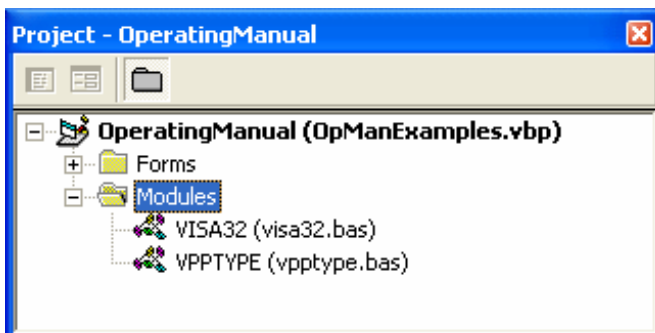 Project - OperatingManual
OperatingManual (OpManExamples.vbp)
Forms
Modules
VISA32 (visa32.bas)
VPPTYPE (vpptype.bas)